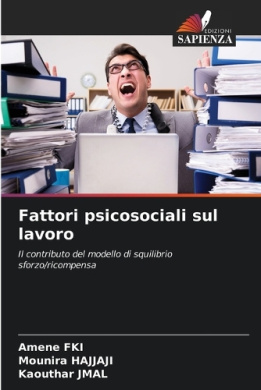 EDIZIONI
SAPIENZA
Fattori psicosociali sul
lavoro
Il contributo del modello di squilibrio
sforzo/ricompensa
Amene FKI
Mounira HAJJAJI
Kaouthar JMAL